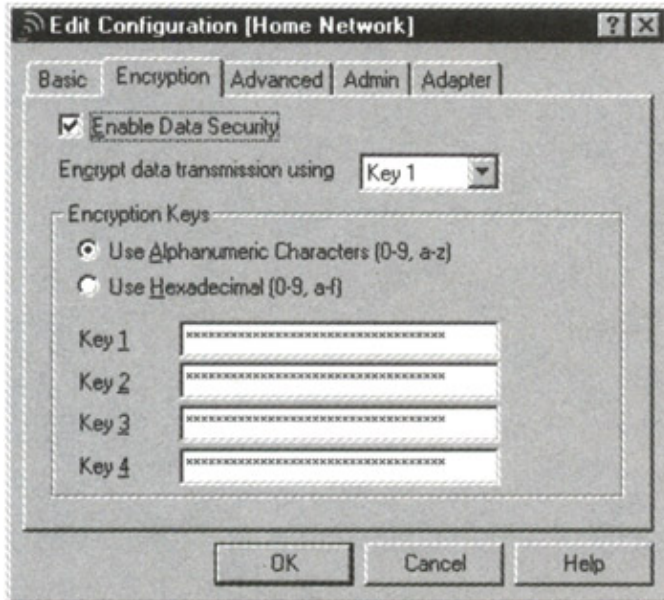 Edit Configuration [Home Network]
Basic Encryption Advanced Admin Adapter
Enable Data Security
Encrypt data transmission using Key 1
Encryption Keys
Use Alphanumeric Characters (0-9, a-z)
Use Hexadecimal (0-9, a-f)
Key 1
Key 2
Key 3
Key 4
OK Cancel Help